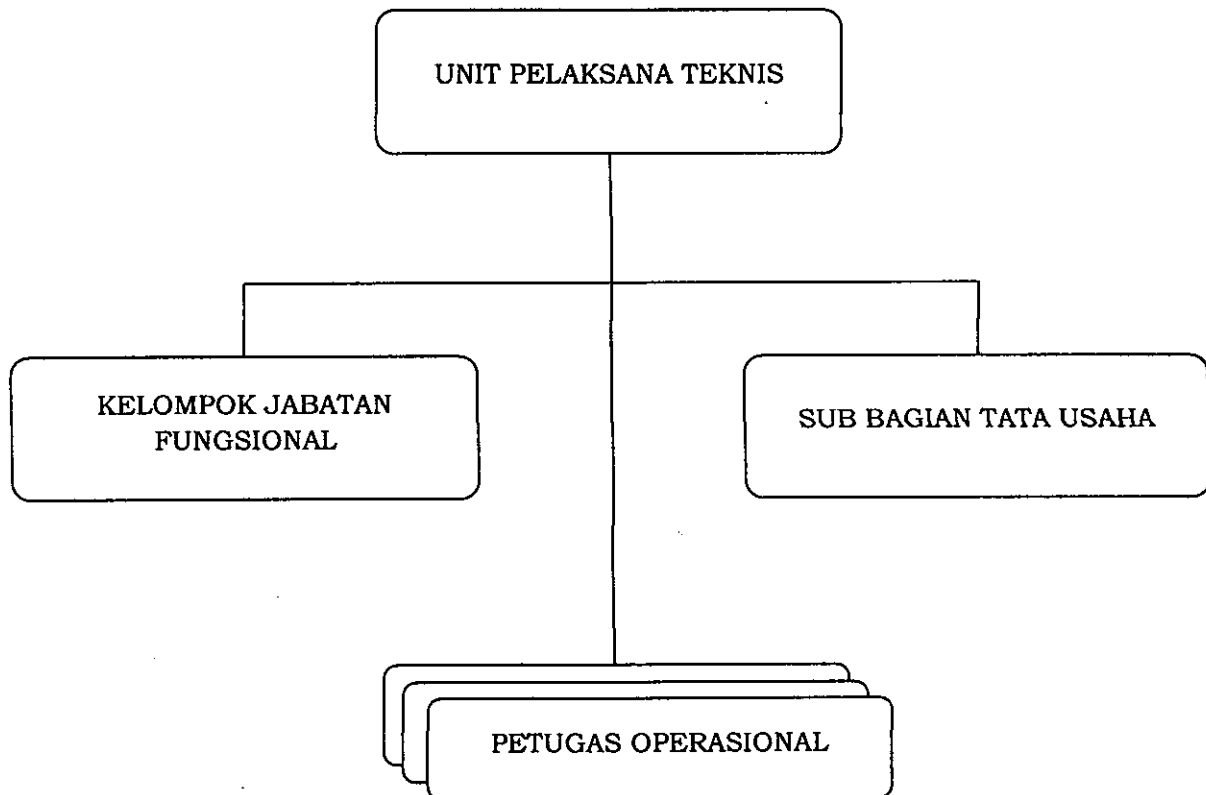 UNIT PELAKSANA TEKNIS
KELOMPOK JABATAN
FUNGSIONAL
SUB BAGIAN TATA USAHA
PETUGAS OPERASIONAL